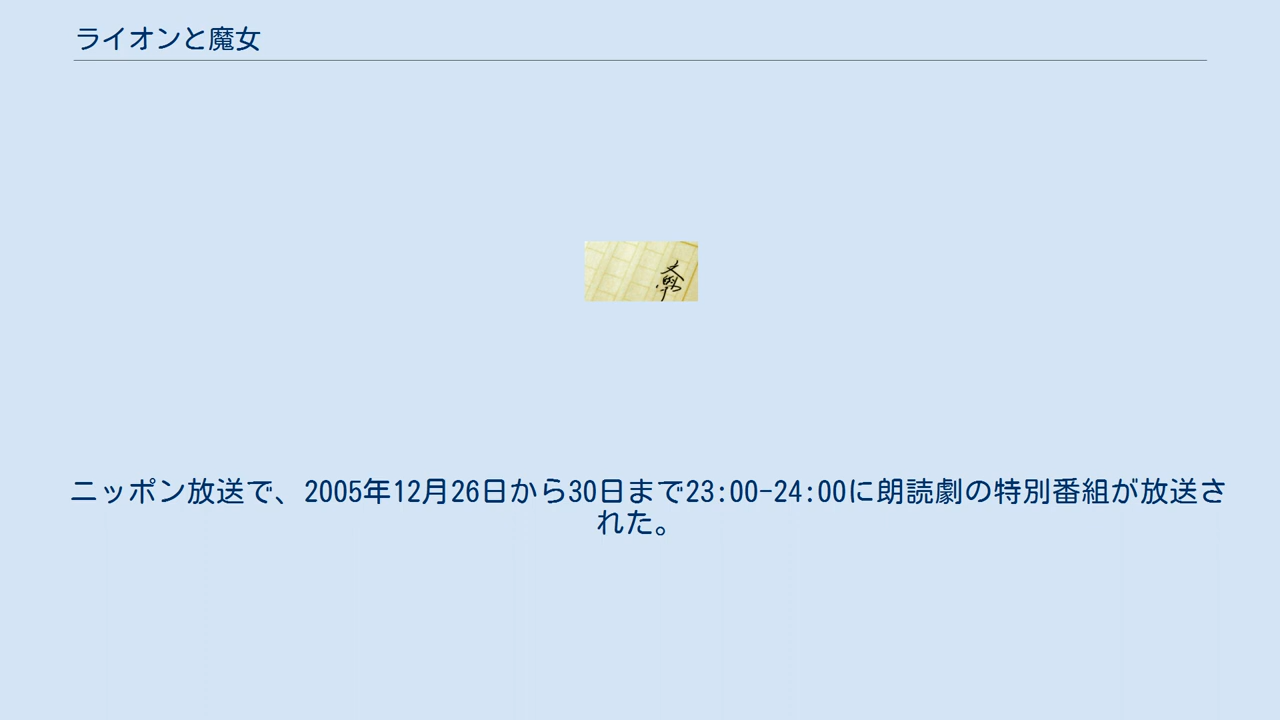 ライオンと魔女
ニッポン放送で、2005年12月26日から30日まで23:00-24:00に朗読劇の特別番組が放送さ
れた。